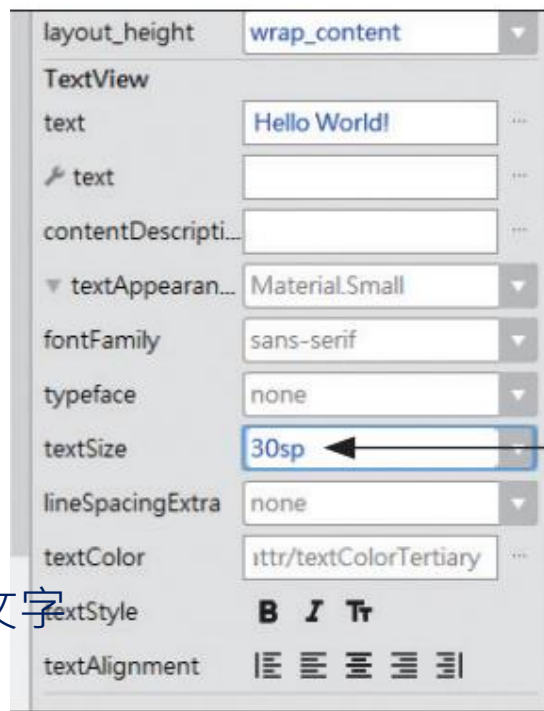 layout_height wrap_content
TextView
text Hello World! ...
text ...
contentDescripti... ...
textAppearan... Material.Small
fontFamily sans-serif
typeface none
textSize 30sp
lineSpacingExtra none
textColor ittr/textColorTertiary ...
文字
textStyle B I Tт
textAlignment